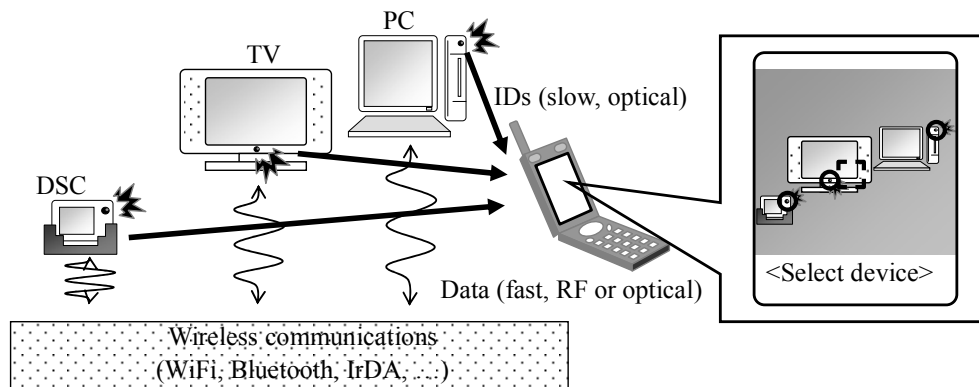 PC
TV
IDs (slow, optical)
DSC
<Select device>
Data (fast, RF or optical)
Wireless communications
(WiFi, Bluetooth, IrDA, …)